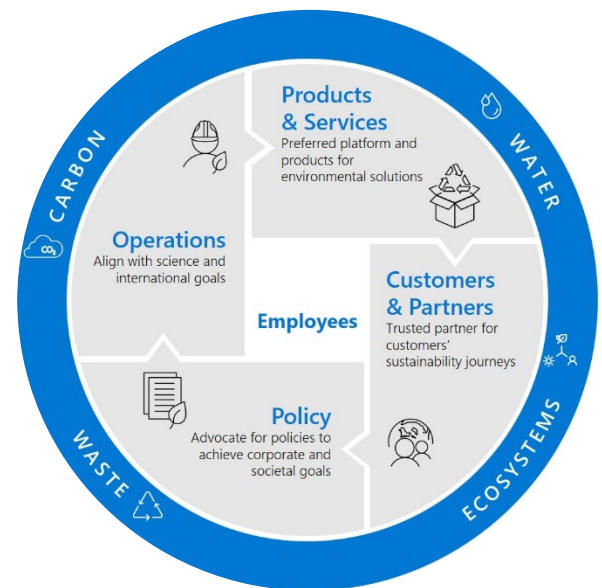 CARBON
WATER
ECOSYSTEMS
WASTE
Products
& Services
Preferred platform and
products for
environmental solutions
Operations
Align with science and
international goals
CO₂
Employees
Customers
& Partners
Trusted partner for
customers'
sustainability journeys
Policy
Advocate for policies to
achieve corporate and
societal goals